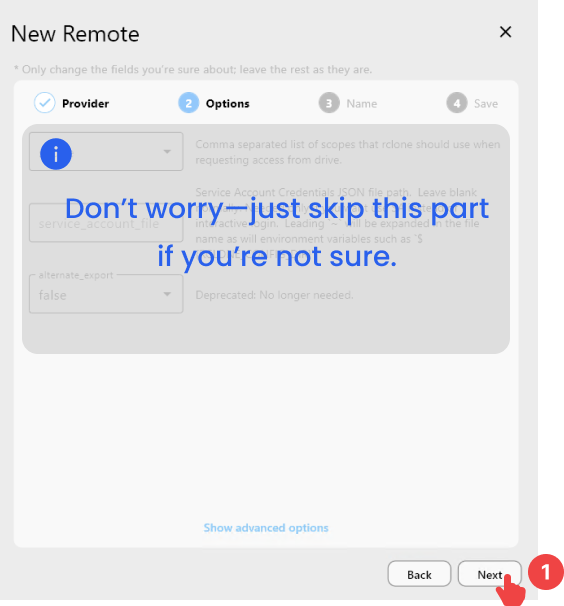 New Remote
* Only change the fields you're sure about; leave the rest as they are.
Provider
2 Options
3 Name
4 Save
Comma separated list of scopes that rclone should use when
requesting access from drive.
Service Account Credentials JSON file path. Leave blank
service_account_file
interactive login. Leading `~` will be expanded in the file
name as will environment variables such as `$
Don't worry—just skip this part
if you're not sure.
alternate_export
false
Deprecated: No longer needed.
Show advanced options
Back
Next
1